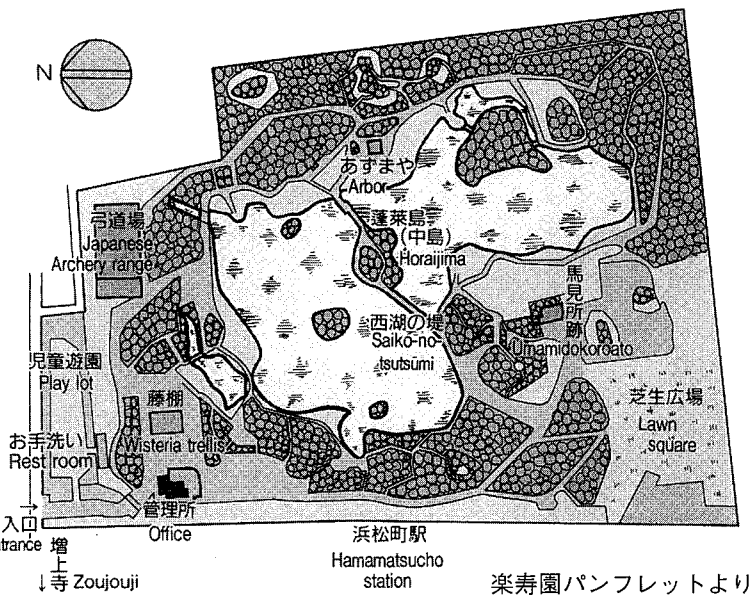 N
あずまや
Arbor
蓬莱島
(中島)
Horaijima
弓道場
Japanese
Archery range
馬見所跡
Umamidokoroato
西湖の堤
Saiko-no-
tsutsumi
児童遊園
Play lot
藤棚
Wisteria trellis
芝生広場
Lawn
square
お手洗い
Rest room
管理所
Office
→
入口
ntrance
増上寺
↓ Zoujouji
浜松町駅
Hamamatsucho
station
楽寿園パンフレットより